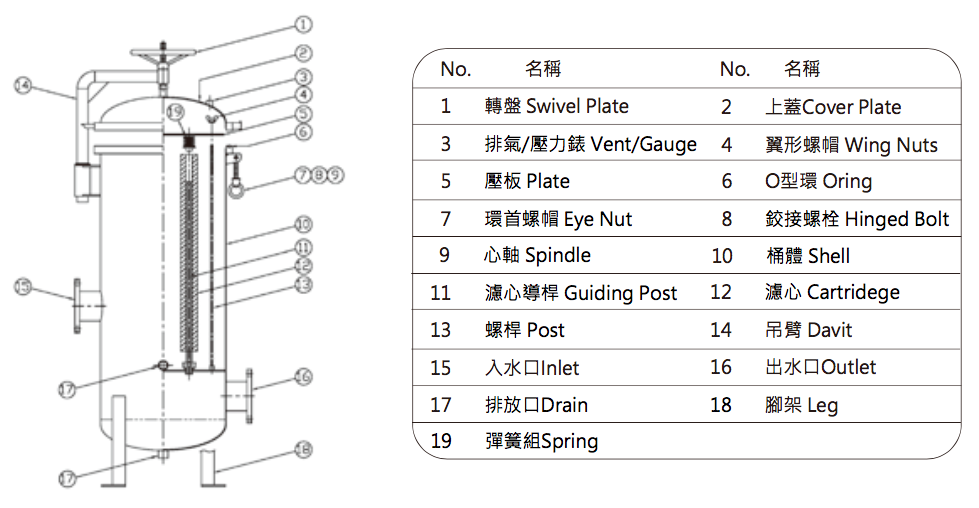 1
2
3
14
4
19
5
6
7 8 9
10
11
12
15
13
17
16
18
17
No. 名稱 No. 名稱
1 轉盤 Swivel Plate 2 上蓋Cover Plate
3 排氣/壓力錶 Vent/Gauge 4 翼形螺帽 Wing Nuts
5 壓板 Plate 6 O型環 Oring
7 環首螺帽 Eye Nut 8 鉸接螺栓 Hinged Bolt
9 心軸 Spindle 10 桶體 Shell
11 濾心導桿 Guiding Post 12 濾心 Cartridege
13 螺桿 Post 14 吊臂 Davit
15 入水口Inlet 16 出水口Outlet
17 排放口Drain 18 腳架 Leg
19 彈簧組Spring